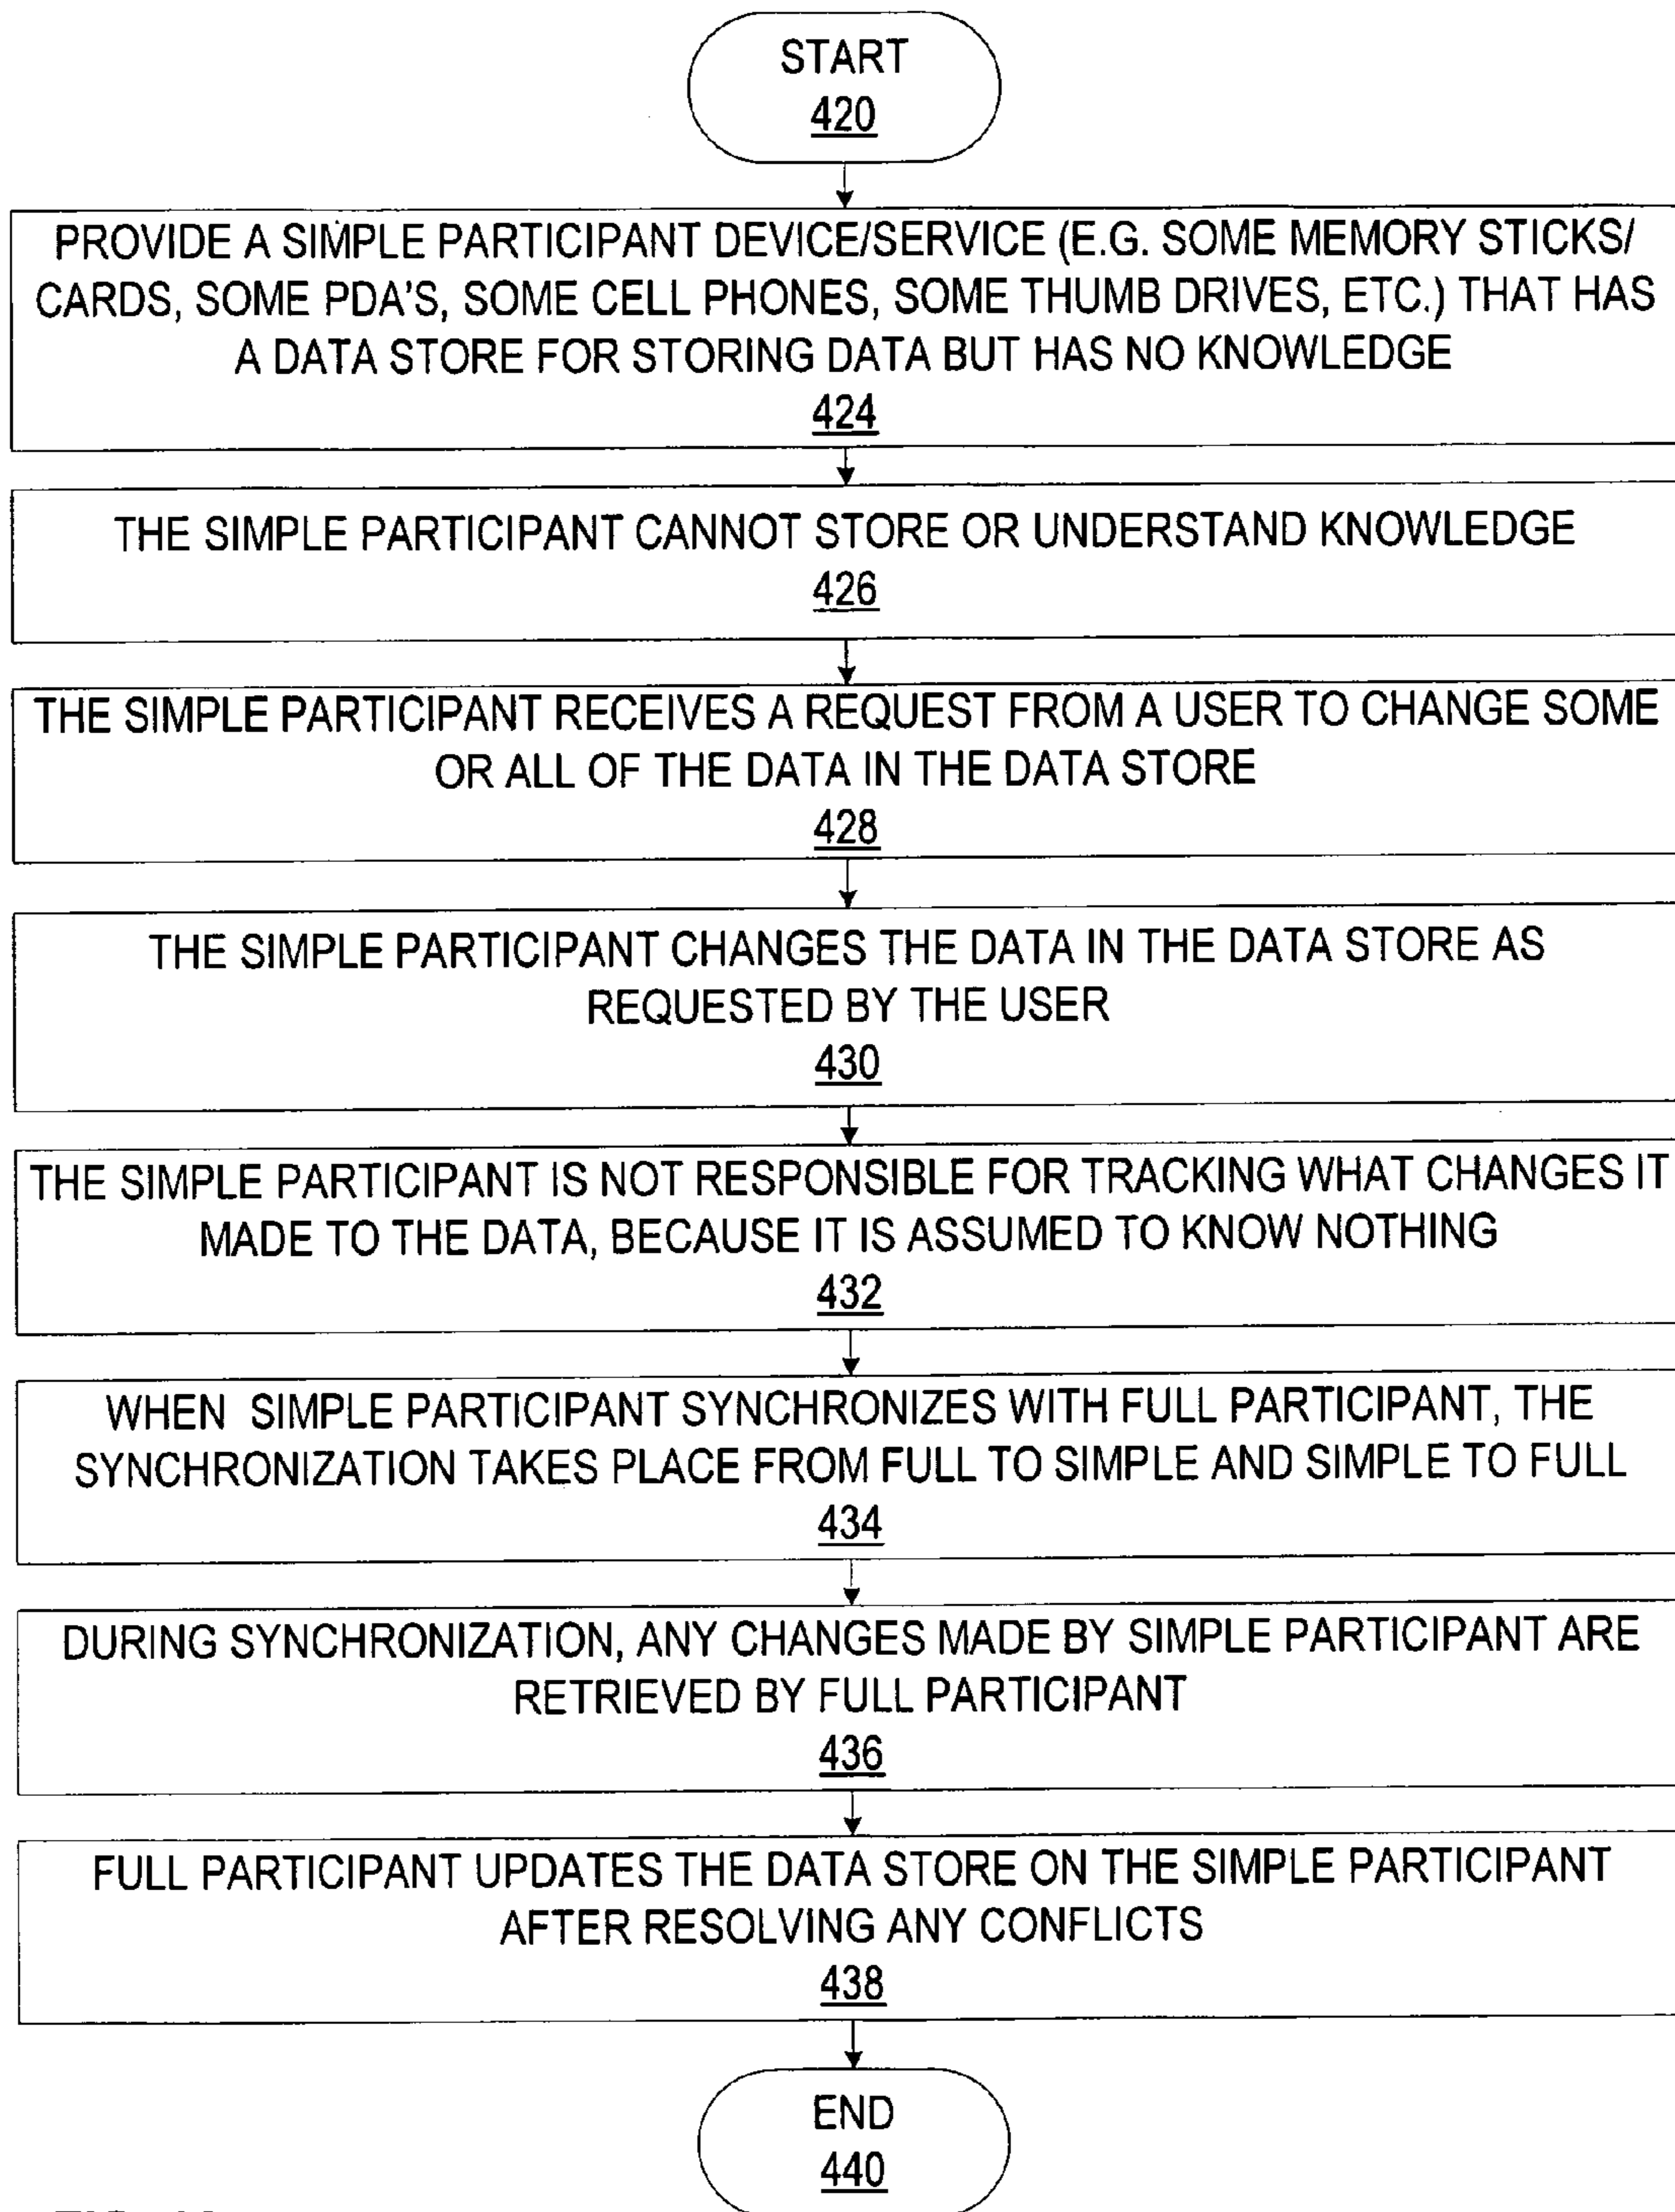 START
420
PROVIDE A SIMPLE PARTICIPANT DEVICE/SERVICE (E.G. SOME MEMORY STICKS/
CARDS, SOME PDA'S, SOME CELL PHONES, SOME THUMB DRIVES, ETC.) THAT HAS
A DATA STORE FOR STORING DATA BUT HAS NO KNOWLEDGE
424
THE SIMPLE PARTICIPANT CANNOT STORE OR UNDERSTAND KNOWLEDGE
426
THE SIMPLE PARTICIPANT RECEIVES A REQUEST FROM A USER TO CHANGE SOME
OR ALL OF THE DATA IN THE DATA STORE
428
THE SIMPLE PARTICIPANT CHANGES THE DATA IN THE DATA STORE AS
REQUESTED BY THE USER
430
THE SIMPLE PARTICIPANT IS NOT RESPONSIBLE FOR TRACKING WHAT CHANGES IT
MADE TO THE DATA, BECAUSE IT IS ASSUMED TO KNOW NOTHING
432
WHEN SIMPLE PARTICIPANT SYNCHRONIZES WITH FULL PARTICIPANT, THE
SYNCHRONIZATION TAKES PLACE FROM FULL TO SIMPLE AND SIMPLE TO FULL
434
DURING SYNCHRONIZATION, ANY CHANGES MADE BY SIMPLE PARTICIPANT ARE
RETRIEVED BY FULL PARTICIPANT
436
FULL PARTICIPANT UPDATES THE DATA STORE ON THE SIMPLE PARTICIPANT
AFTER RESOLVING ANY CONFLICTS
438
END
440